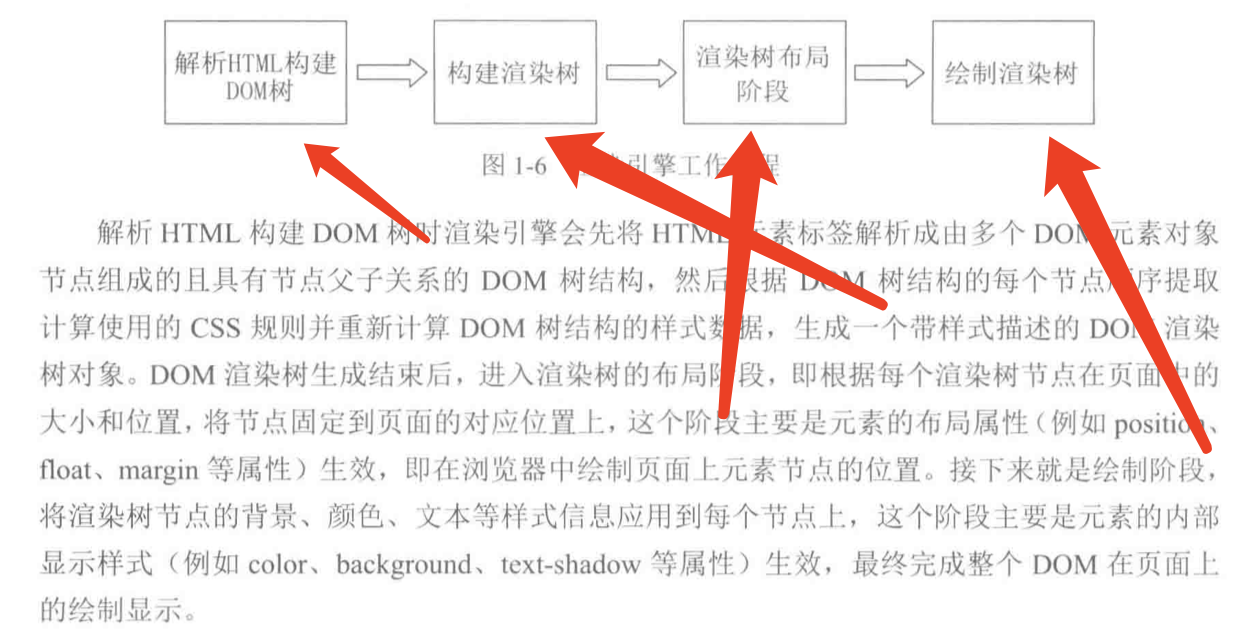 解析HTML构建
DOM树
构建渲染树
渲染树布局
阶段
绘制渲染树
图 1-6 引擎工作 程
解析 HTML 构建 DOM 树时渲染引擎会先将 HTML 元素标签解析成由多个 DOM 元素对象
节点组成的且具有节点父子关系的 DOM 树结构，然后根据 DOM 树结构的每个节点顺序提取
计算使用的 CSS 规则并重新计算 DOM 树结构的样式数据，生成一个带样式描述的 DOM 渲染
树对象。DOM 渲染树生成结束后，进入渲染树的布局阶段，即根据每个渲染树节点在页面中的
大小和位置，将节点固定到页面的对应位置上，这个阶段主要是元素的布局属性（例如 position、
float、margin 等属性）生效，即在浏览器中绘制页面上元素节点的位置。接下来就是绘制阶段，
将渲染树节点的背景、颜色、文本等样式信息应用到每个节点上，这个阶段主要是元素的内部
显示样式（例如 color、background、text-shadow 等属性）生效，最终完成整个 DOM 在页面上
的绘制显示。